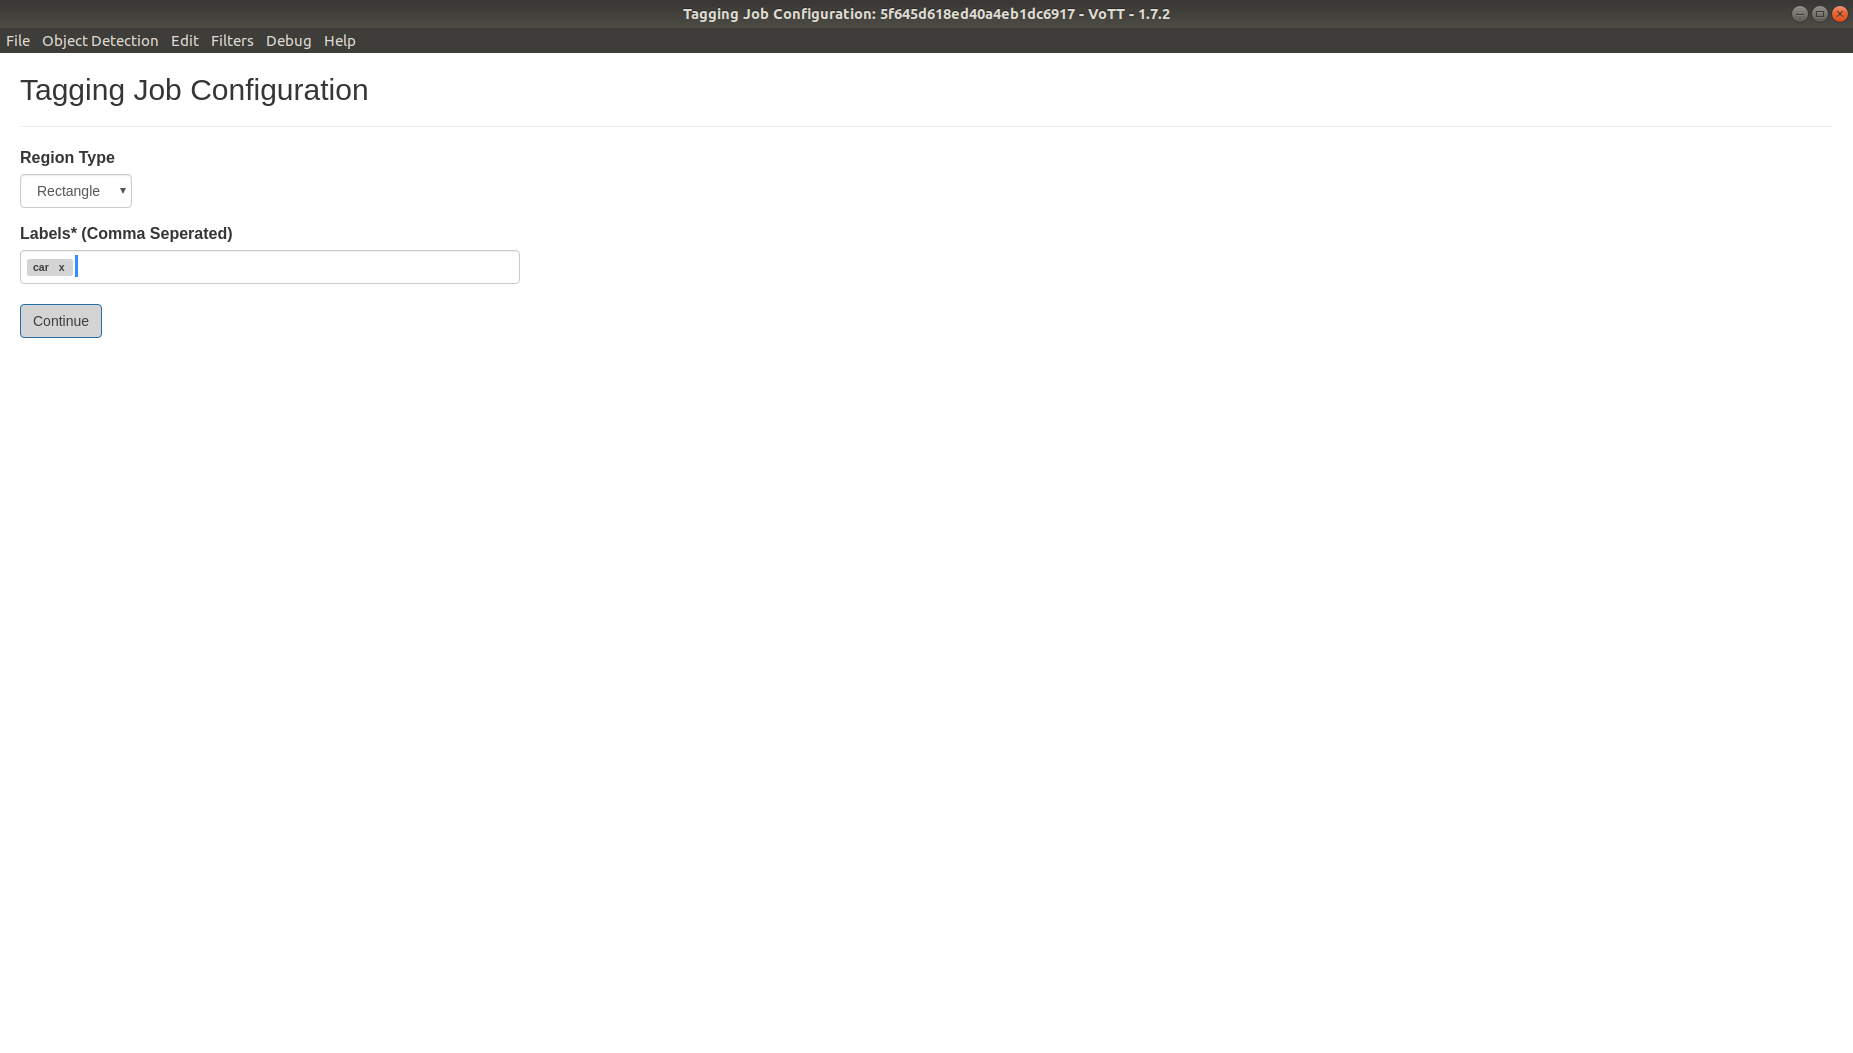 Tagging Job Configuration: 5f645d618ed40a4eb1dc6917 - VoTT - 1.7.2
File Object Detection Edit Filters Debug Help
Tagging Job Configuration
Region Type
Rectangle
Labels* (Comma Seperated)
car x
Continue